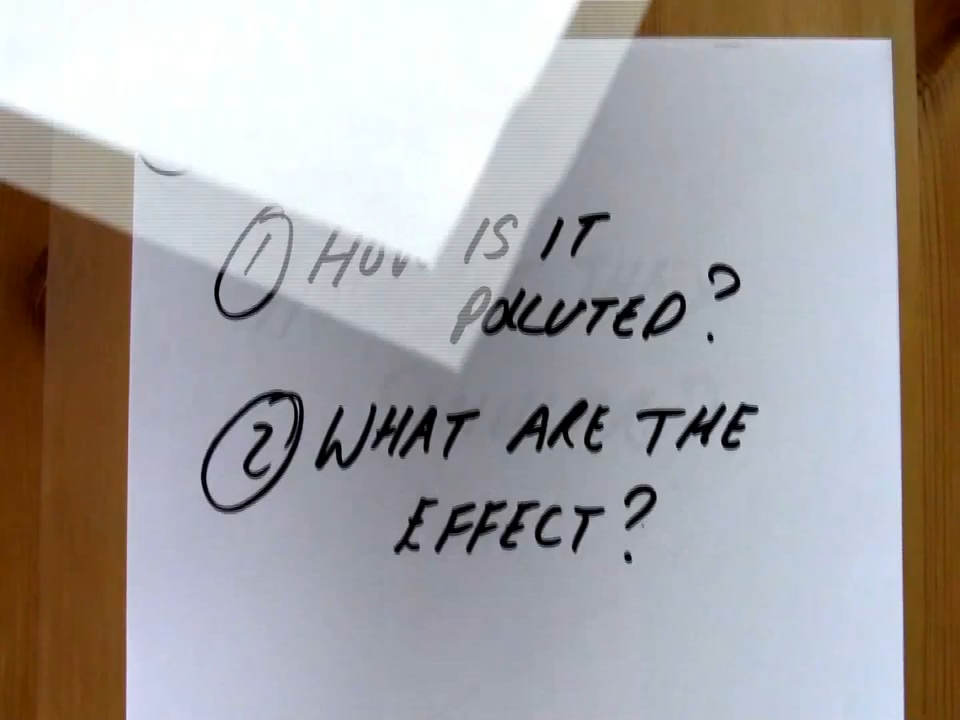 1 HOW IS IT
POLLUTED?
2 WHAT ARE THE
EFFECT?